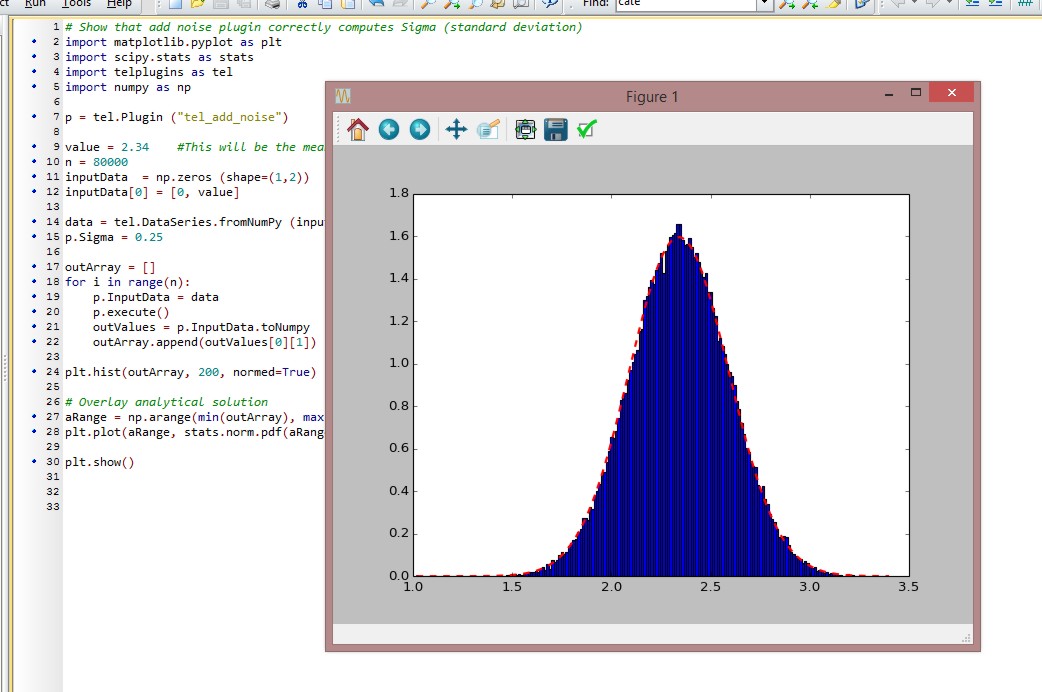 ct Run Tools Help Find: cate
1 # Show that add noise plugin correctly computes Sigma (standard deviation)
2 import matplotlib.pyplot as plt
3 import scipy.stats as stats
4 import telplugins as tel
5 import numpy as np
6
7 p = tel.Plugin ("tel_add_noise")
8
9 value = 2.34 #This will be the mea
10 n = 80000
11 inputData = np.zeros (shape=(1,2))
12 inputData[0] = [0, value]
13
14 data = tel.DataSeries.fromNumPy (inpu
15 p.Sigma = 0.25
16
17 outArray = []
18 for i in range(n):
19 p.InputData = data
20 p.execute()
21 outValues = p.InputData.toNumpy
22 outArray.append(outValues[0][1])
23
24 plt.hist(outArray, 200, normed=True)
25
26 # Overlay analytical solution
27 aRange = np.arange(min(outArray), max
28 plt.plot(aRange, stats.norm.pdf(aRang
29
30 plt.show()
31
32
33
Figure 1
1.8
1.6
1.4
1.2
1.0
0.8
0.6
0.4
0.2
0.0
1.0 1.5 2.0 2.5 3.0 3.5